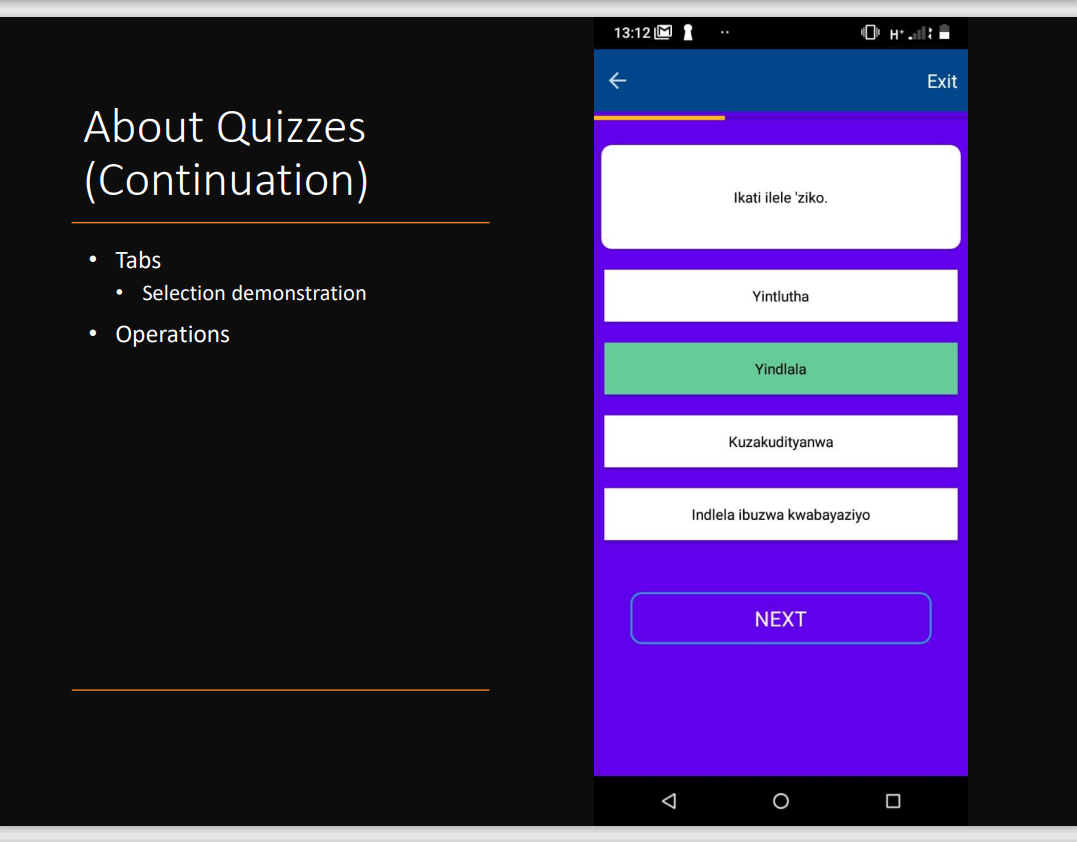 About Quizzes
(Continuation)
• Tabs
• Selection demonstration
• Operations
13:12
H+
Exit
Ikati ilele 'ziko.
Yintlutha
Yindlala
Kuzakudityanwa
Indlela ibuzwa kwabayaziyo
NEXT